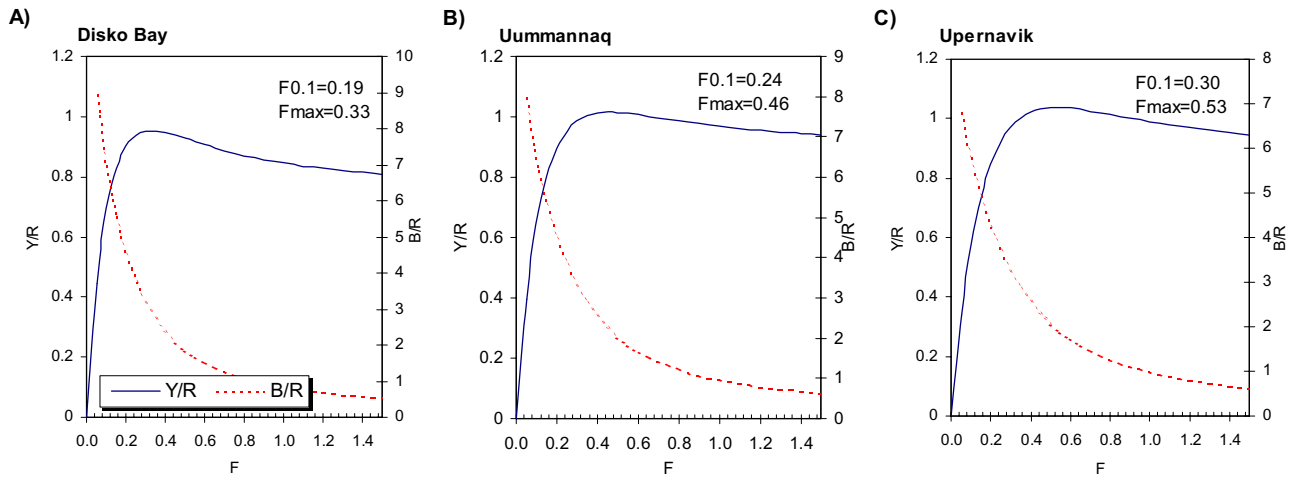 A)
Disko Bay
F0.1=0.19
Fmax=0.33
1.2
1
0.8
0.6
0.4
0.2
0
Y/R
10
9
8
7
6
5
4
3
2
1
0
B/R
Y/R B/R
0.0 0.2 0.4 0.6 0.8 1.0 1.2 1.4
F
B)
Uummannaq
F0.1=0.24
Fmax=0.46
1.2
1
0.8
0.6
0.4
0.2
0
Y/R
9
8
7
6
5
4
3
2
1
0
B/R
0.0 0.2 0.4 0.6 0.8 1.0 1.2 1.4
F
C)
Upernavik
F0.1=0.30
Fmax=0.53
1.2
1
0.8
0.6
0.4
0.2
0
Y/R
8
7
6
5
4
3
2
1
0
B/R
0.0 0.2 0.4 0.6 0.8 1.0 1.2 1.4
F